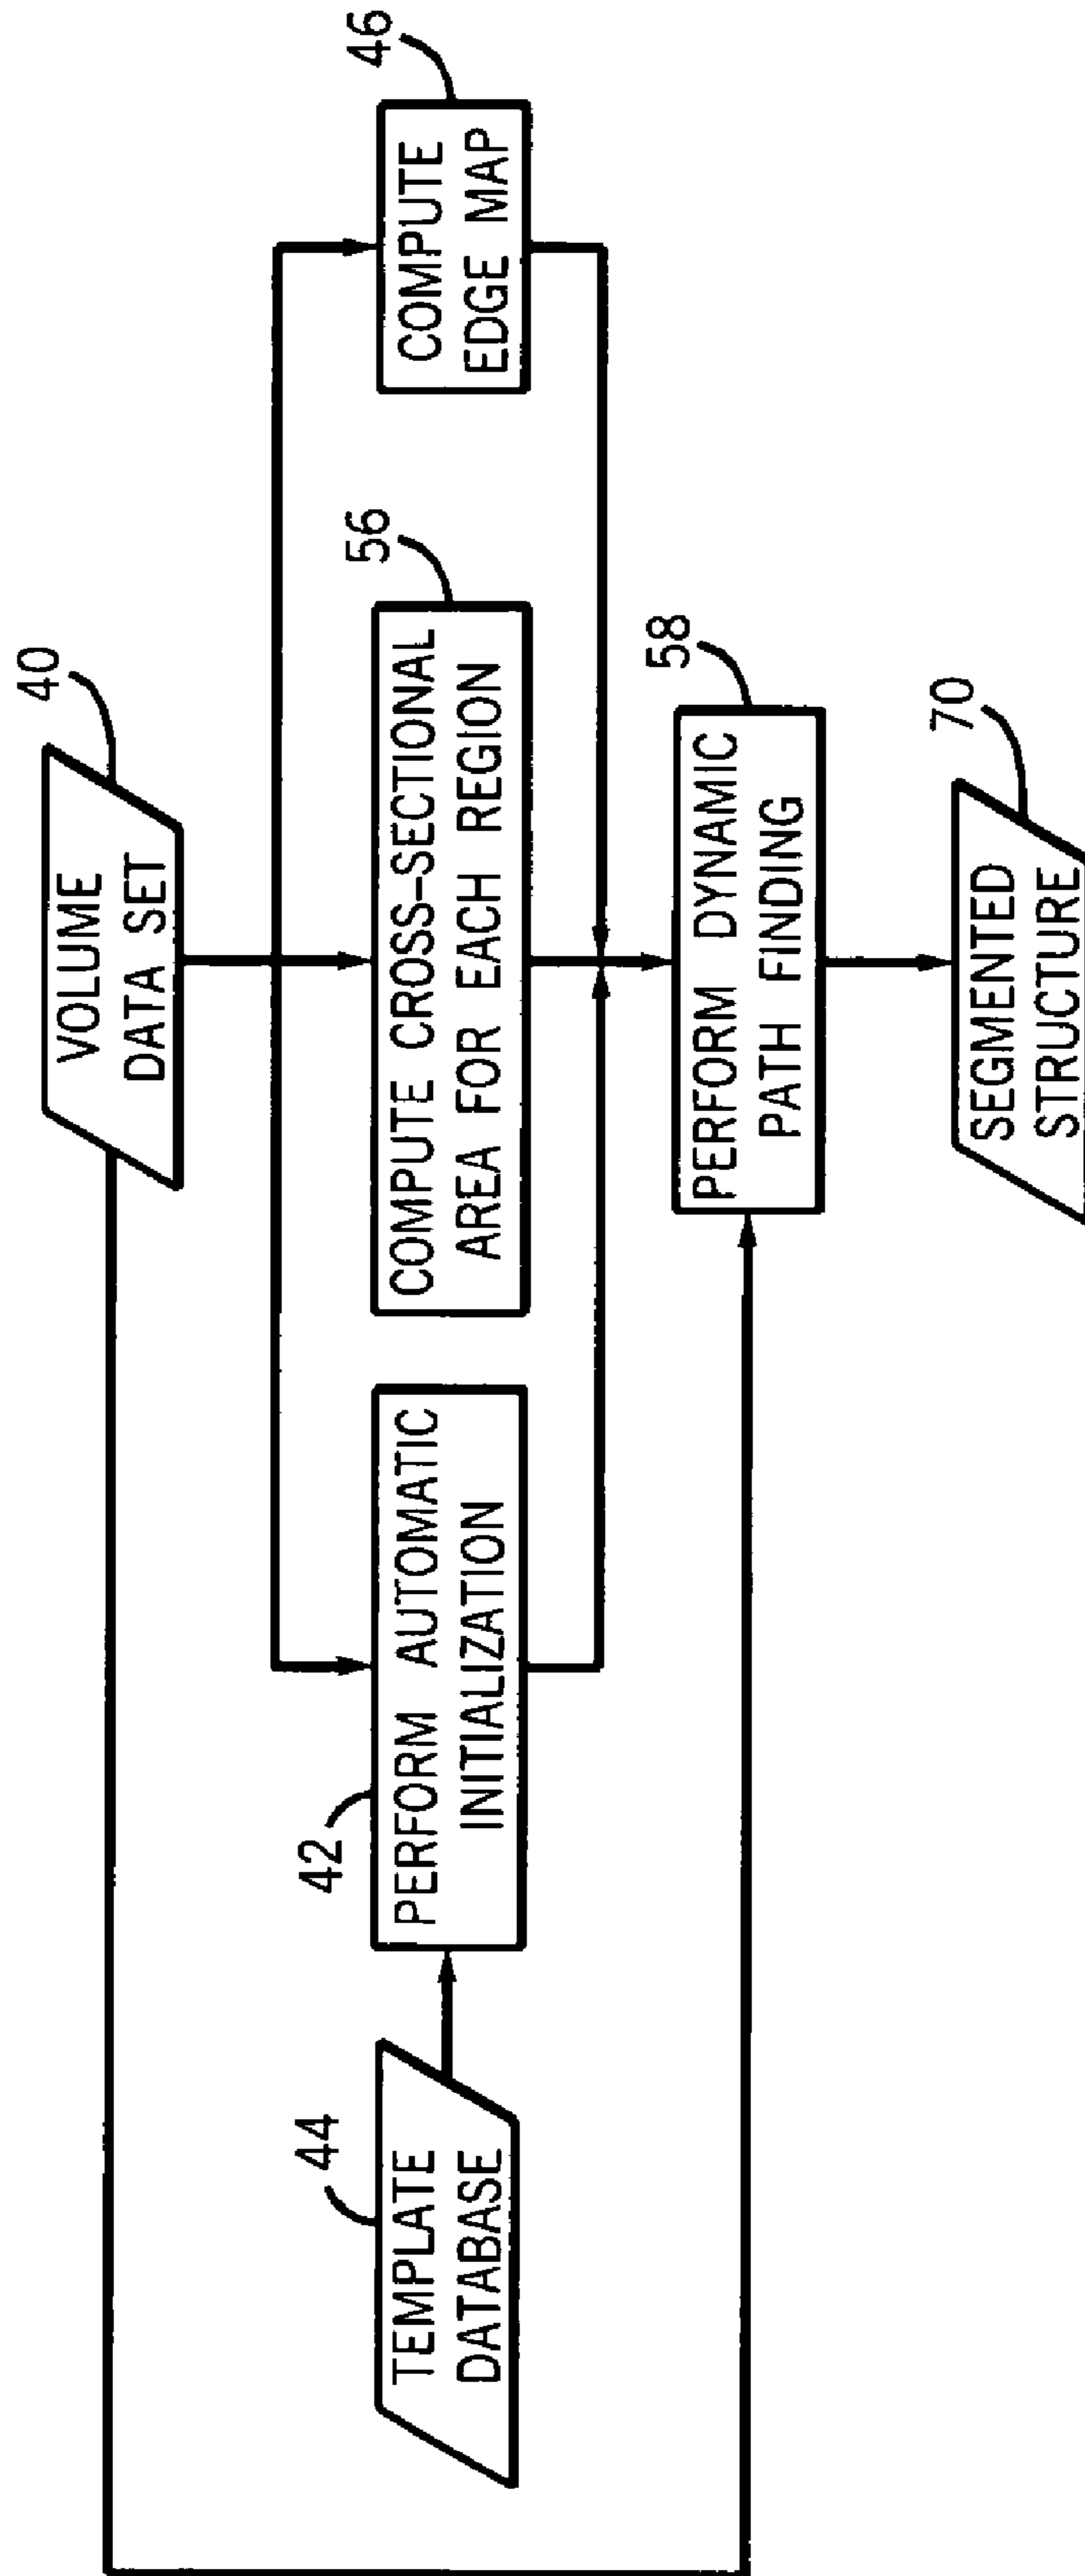 40
VOLUME
DATA SET
44
TEMPLATE
DATABASE
42
PERFORM AUTOMATIC
INITIALIZATION
56
COMPUTE CROSS-SECTIONAL
AREA FOR EACH REGION
46
COMPUTE
EDGE MAP
58
PERFORM DYNAMIC
PATH FINDING
70
SEGMENTED
STRUCTURE